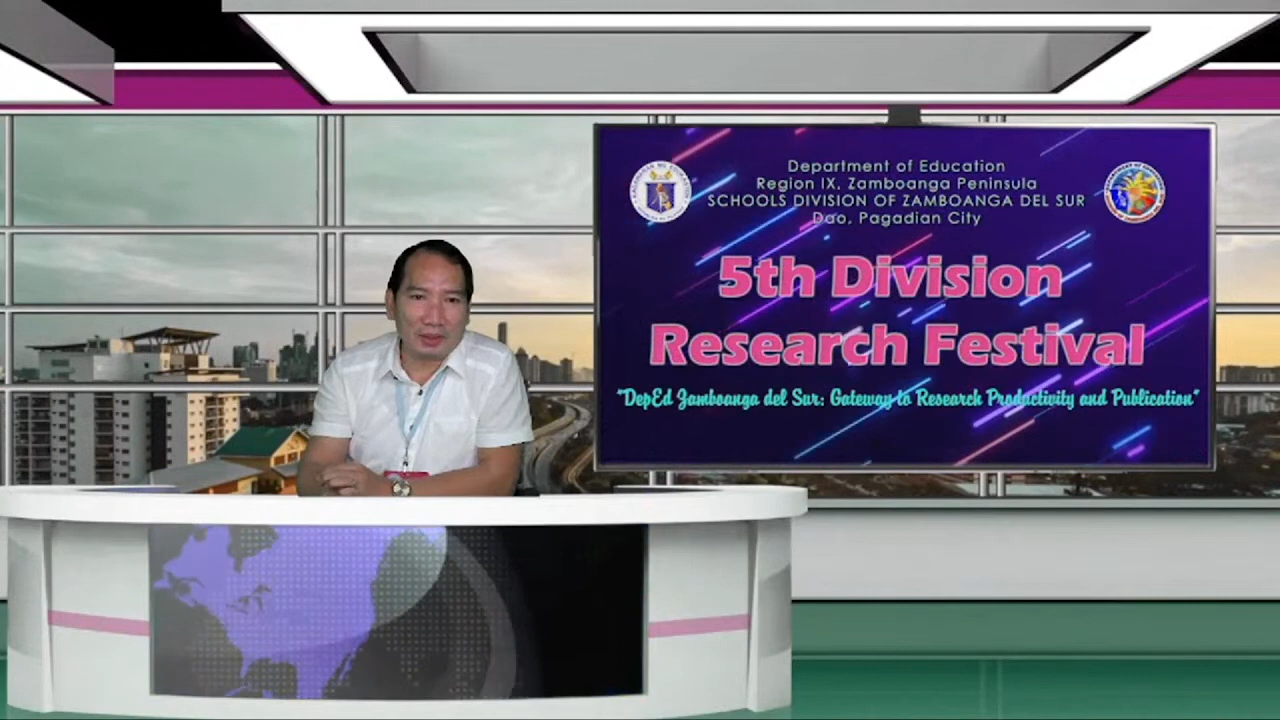 Department of Education
Region IX, Zamboanga Peninsula
SCHOOLS DIVISION OF ZAMBOANGA DEL SUR
Dao, Pagadian City
5th Division
Research Festival
"DepEd Zamboanga del Sur: Gateway to Research Productivity and Publication"